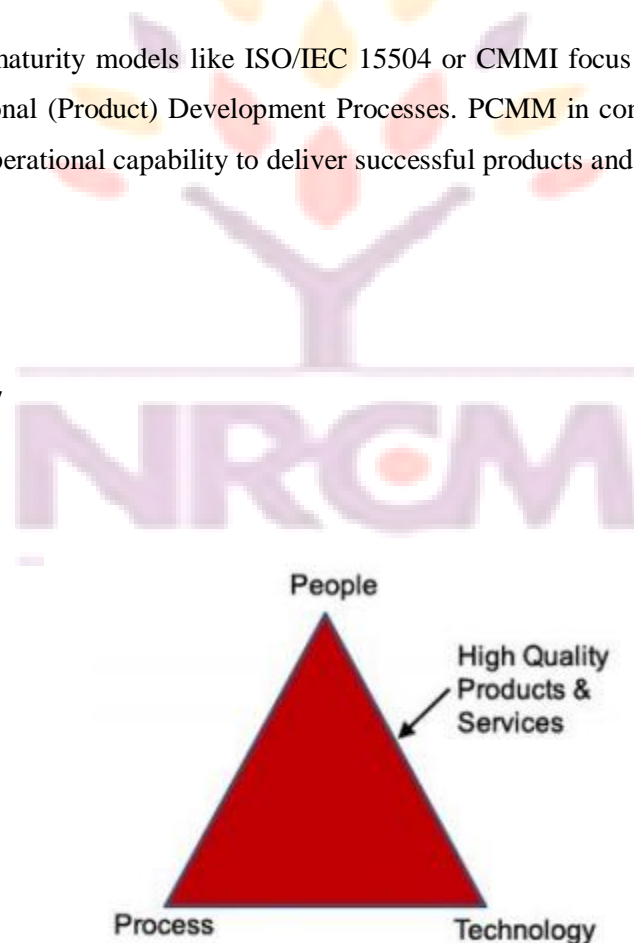 naturity models like ISO/IEC 15504 or CMMI focus
onal (Product) Development Processes. PCMM in con
perational capability to deliver successful products and
NRCM
People
High Quality
Products &
Services
Process
Technology